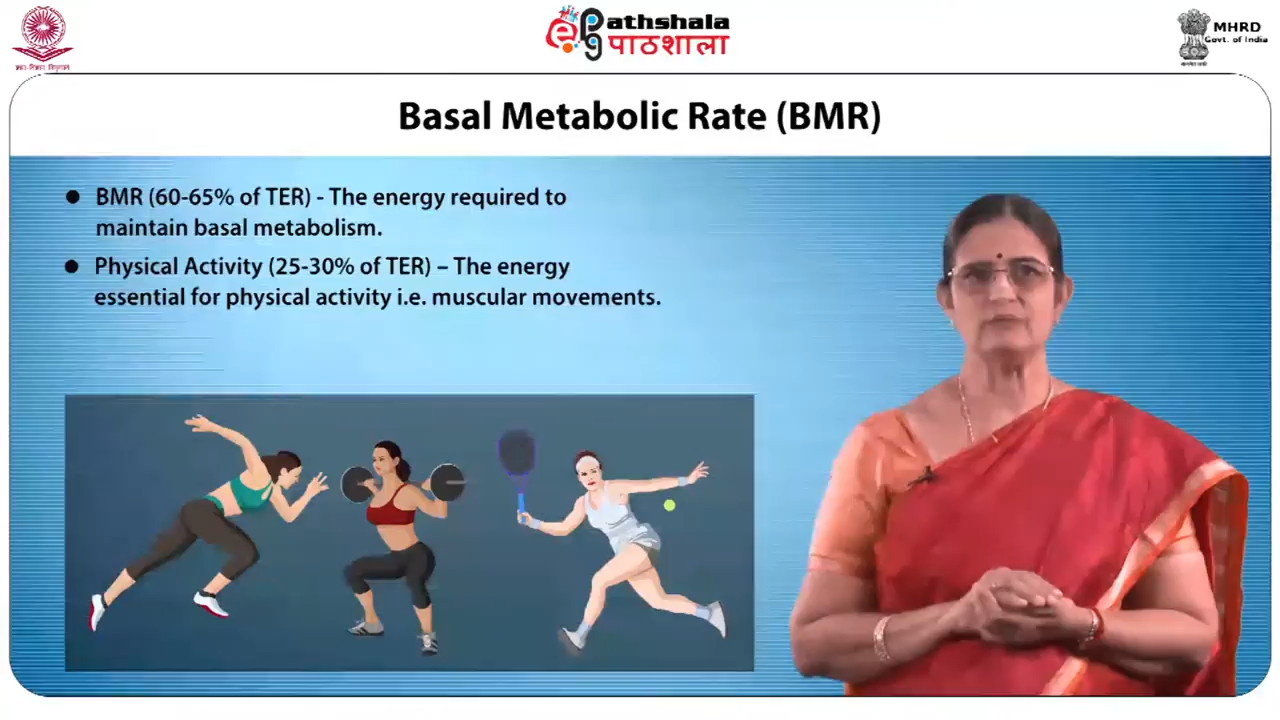 ePathshala
पाठशाला
MHRD
Govt. of India
Basal Metabolic Rate (BMR)
● BMR (60-65% of TER) - The energy required to
maintain basal metabolism.
● Physical Activity (25-30% of TER) – The energy
essential for physical activity i.e. muscular movements.